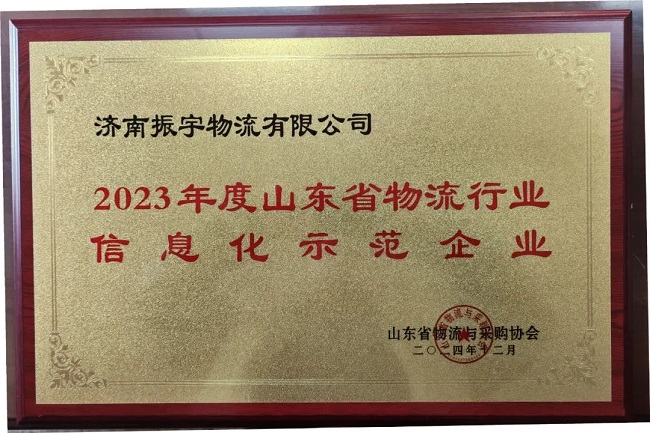 济南振宇物流有限公司
2023年度山东省物流行业
信息化示范企业
山东省物流与采购协会
二〇二四年十二月